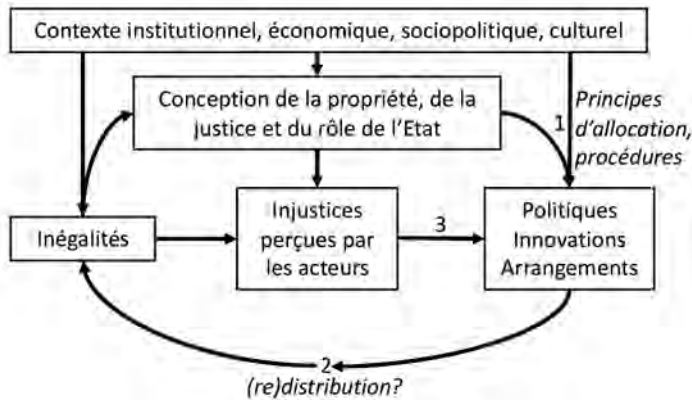 Contexte institutionnel, économique, sociopolitique, culturel
Conception de la propriété, de la
justice et du rôle de l'Etat
1
Principes
d'allocation,
procédures
Inégalités
Injustices
perçues par
les acteurs
3
Politiques
Innovations
Arrangements
2
(re)distribution?